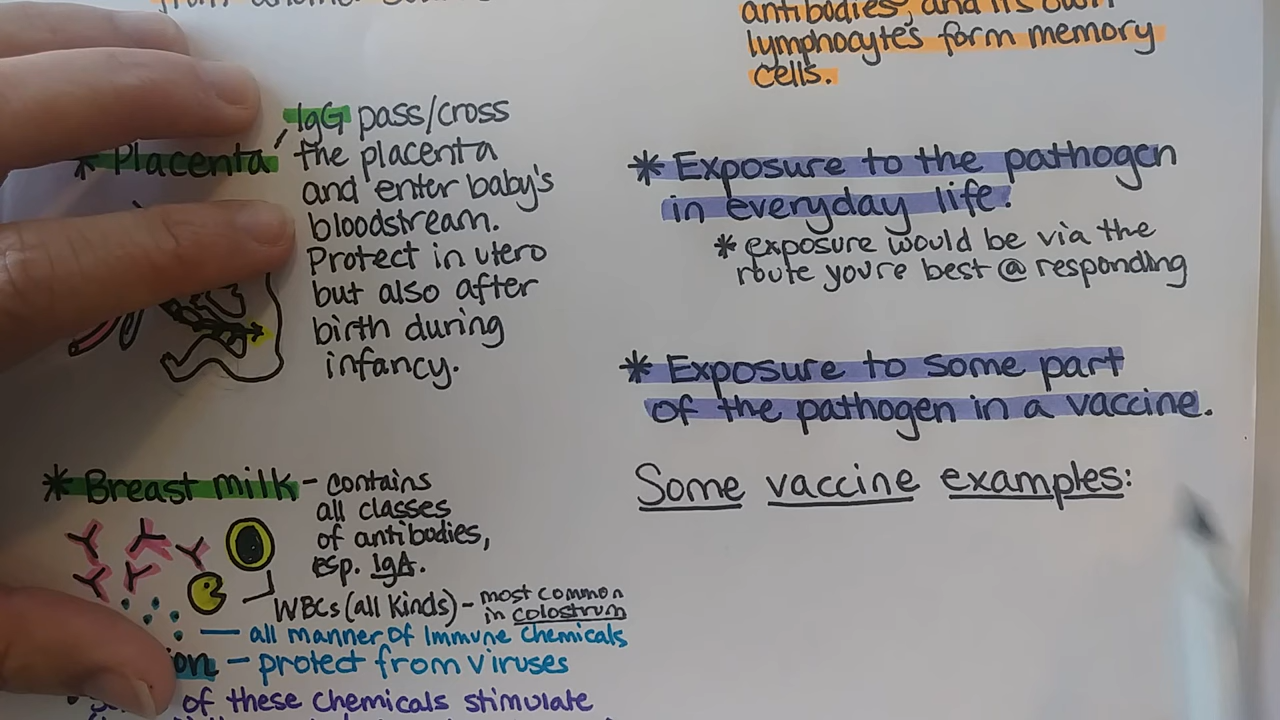 antibodies, and its own
lymphocytes form memory
cells.
IgG pass/cross
* Placenta the placenta
and enter baby's
bloodstream.
Protect in utero
but also after
birth during
infancy.
* Breast milk - contains
all classes
of antibodies,
esp. IgA.
WBCs (all kinds) - most common
in colostrum
all manner of immune chemicals
- protect from viruses
of these chemicals stimulate
* Exposure to the pathogen
in everyday life.
* exposure would be via the
route you're best @ responding
* Exposure to some part
of the pathogen in a vaccine.
Some vaccine examples: